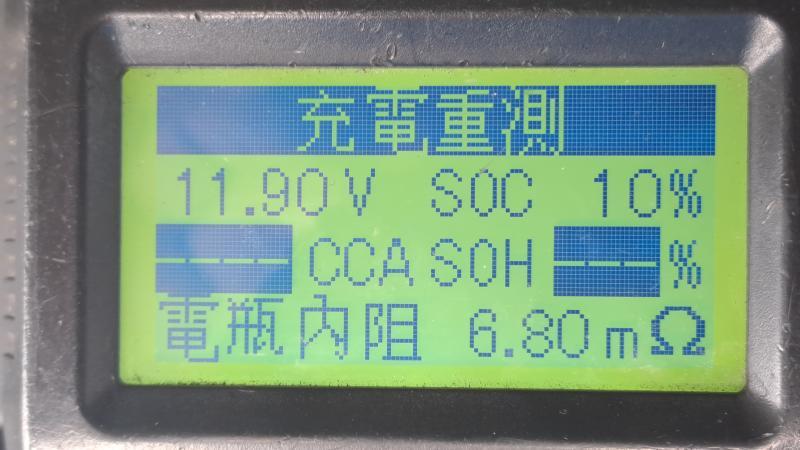 充電重測
11.90V SOC 10%
---- CCA SOH ---%
電瓶內阻 6.80mΩ